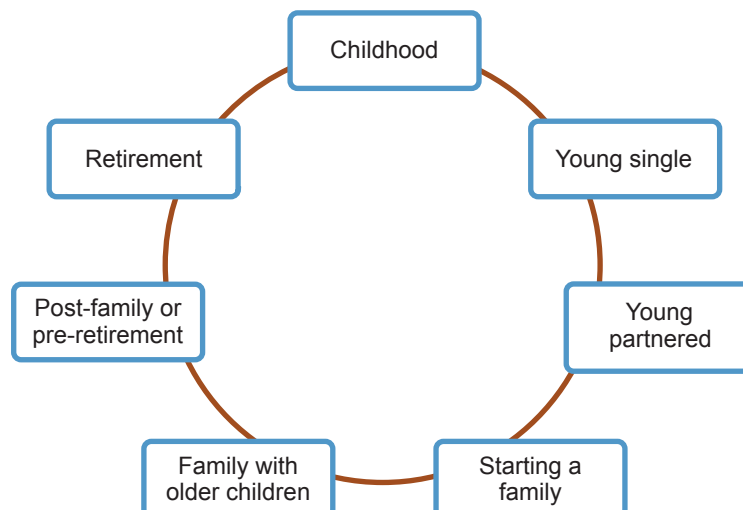 Childhood
Young single
Young
partnered
Starting a
family
Family with
older children
Post-family or
pre-retirement
Retirement